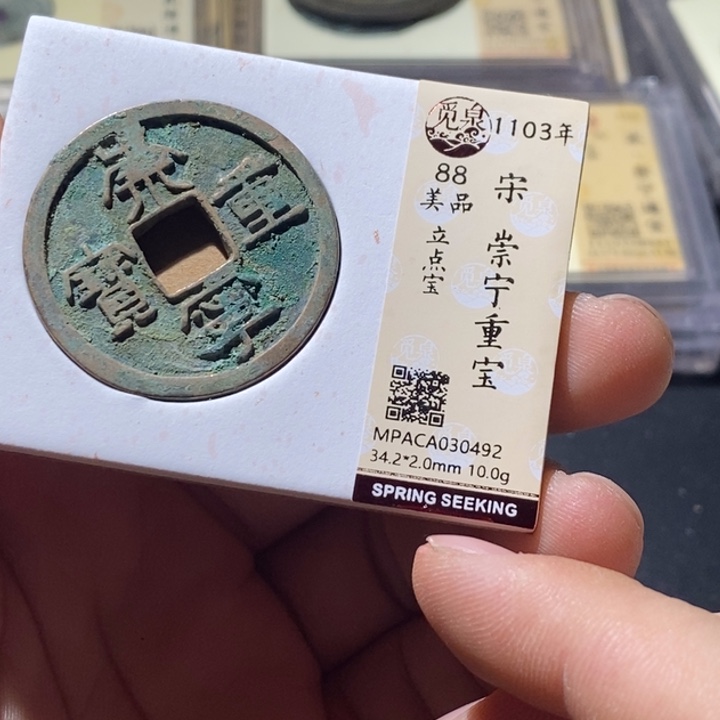 崇
重
寶
寧
觅泉
1103年
88
美品
立点宝
宋 崇宁重宝
MPACA030492
34.2*2.0mm 10.0g
SPRING SEEKING